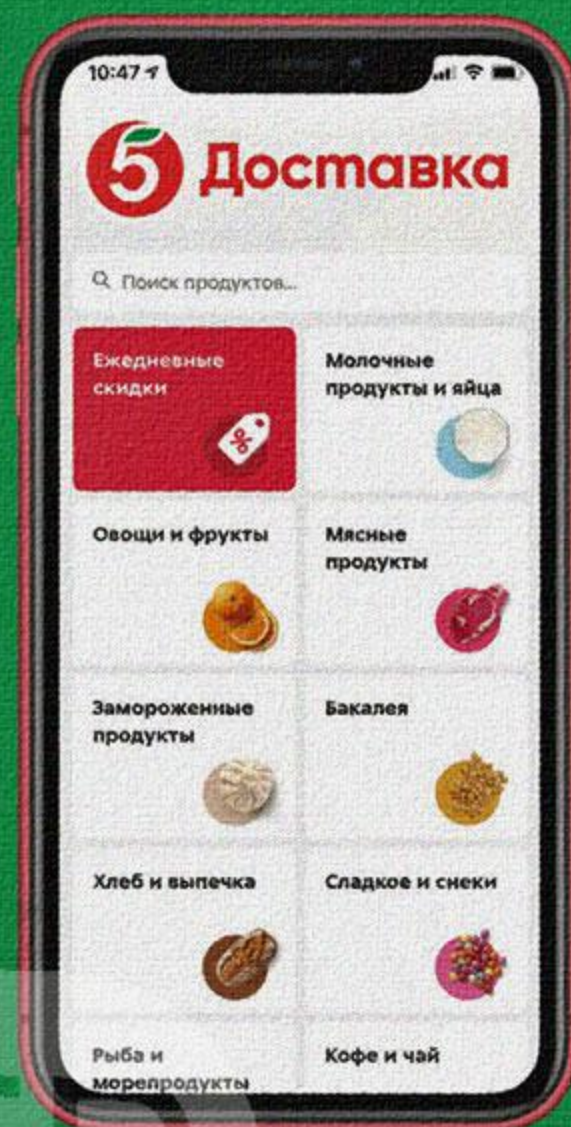 10:47
5 Доставка
Поиск продуктов...
Ежедневные
скидки
%
Молочные
продукты и яйца
Овощи и фрукты
Мясные
продукты
Замороженные
продукты
Бакалея
Хлеб и выпечка
Сладкое и снеки
Рыба и
морепродукты
Кофе и чай